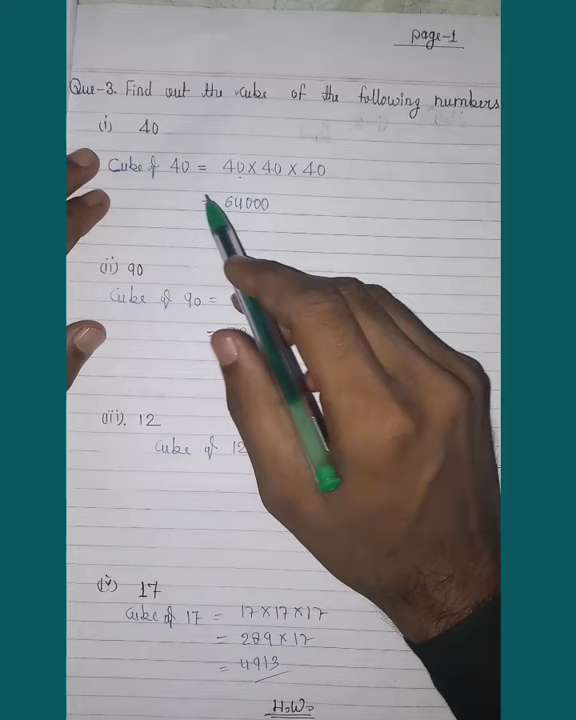 page-1
Que-3. Find out the cube of the following numbers
(i) 40
Cube of 40 = 40 × 40 × 40
64000
(ii) 90
Cube of 90 =
(iii). 12
Cube of 12
(iv) 17
Cube of 17 = 17 × 17 × 17
= 289 × 17
= 4913
H.W.